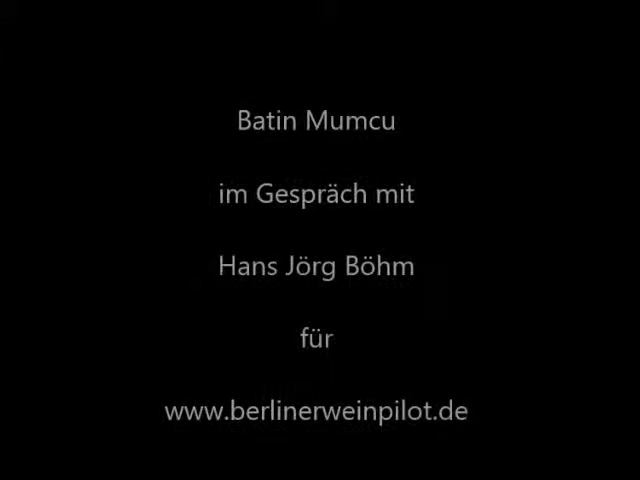 Batin Mumcu
im Gespräch mit
Hans Jörg Böhm
für
www.berlinerweinpilot.de